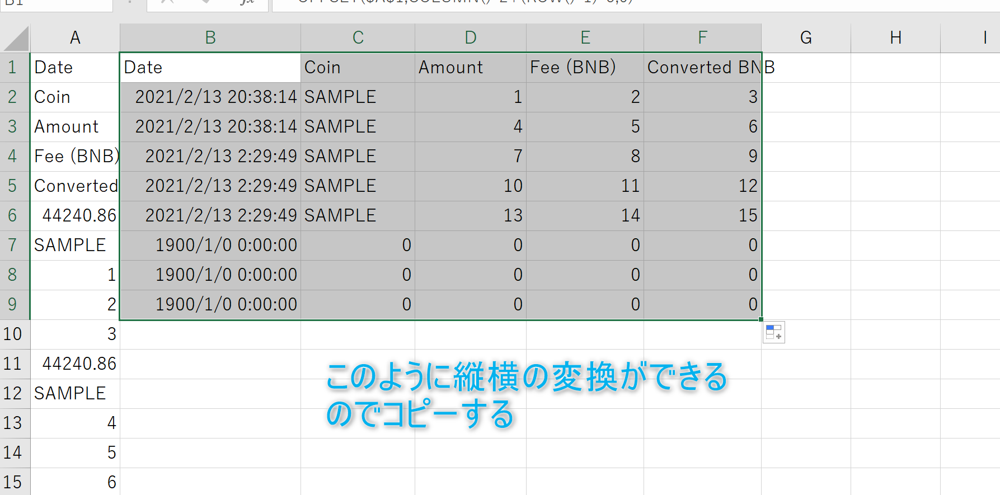 B1 fx
A B C D E F G H I
1 Date Date Coin Amount Fee (BNB) Converted BNB
2 Coin 2021/2/13 20:38:14 SAMPLE 1 2 3
3 Amount 2021/2/13 20:38:14 SAMPLE 4 5 6
4 Fee (BNB) 2021/2/13 2:29:49 SAMPLE 7 8 9
5 Converted 2021/2/13 2:29:49 SAMPLE 10 11 12
6 44240.86 2021/2/13 2:29:49 SAMPLE 13 14 15
7 SAMPLE 1900/1/0 0:00:00 0 0 0 0
8 1 1900/1/0 0:00:00 0 0 0 0
9 2 1900/1/0 0:00:00 0 0 0 0
10 3
11 44240.86
12 SAMPLE
13 4
14 5
15 6
このように縦横の変換ができる
のでコピーする